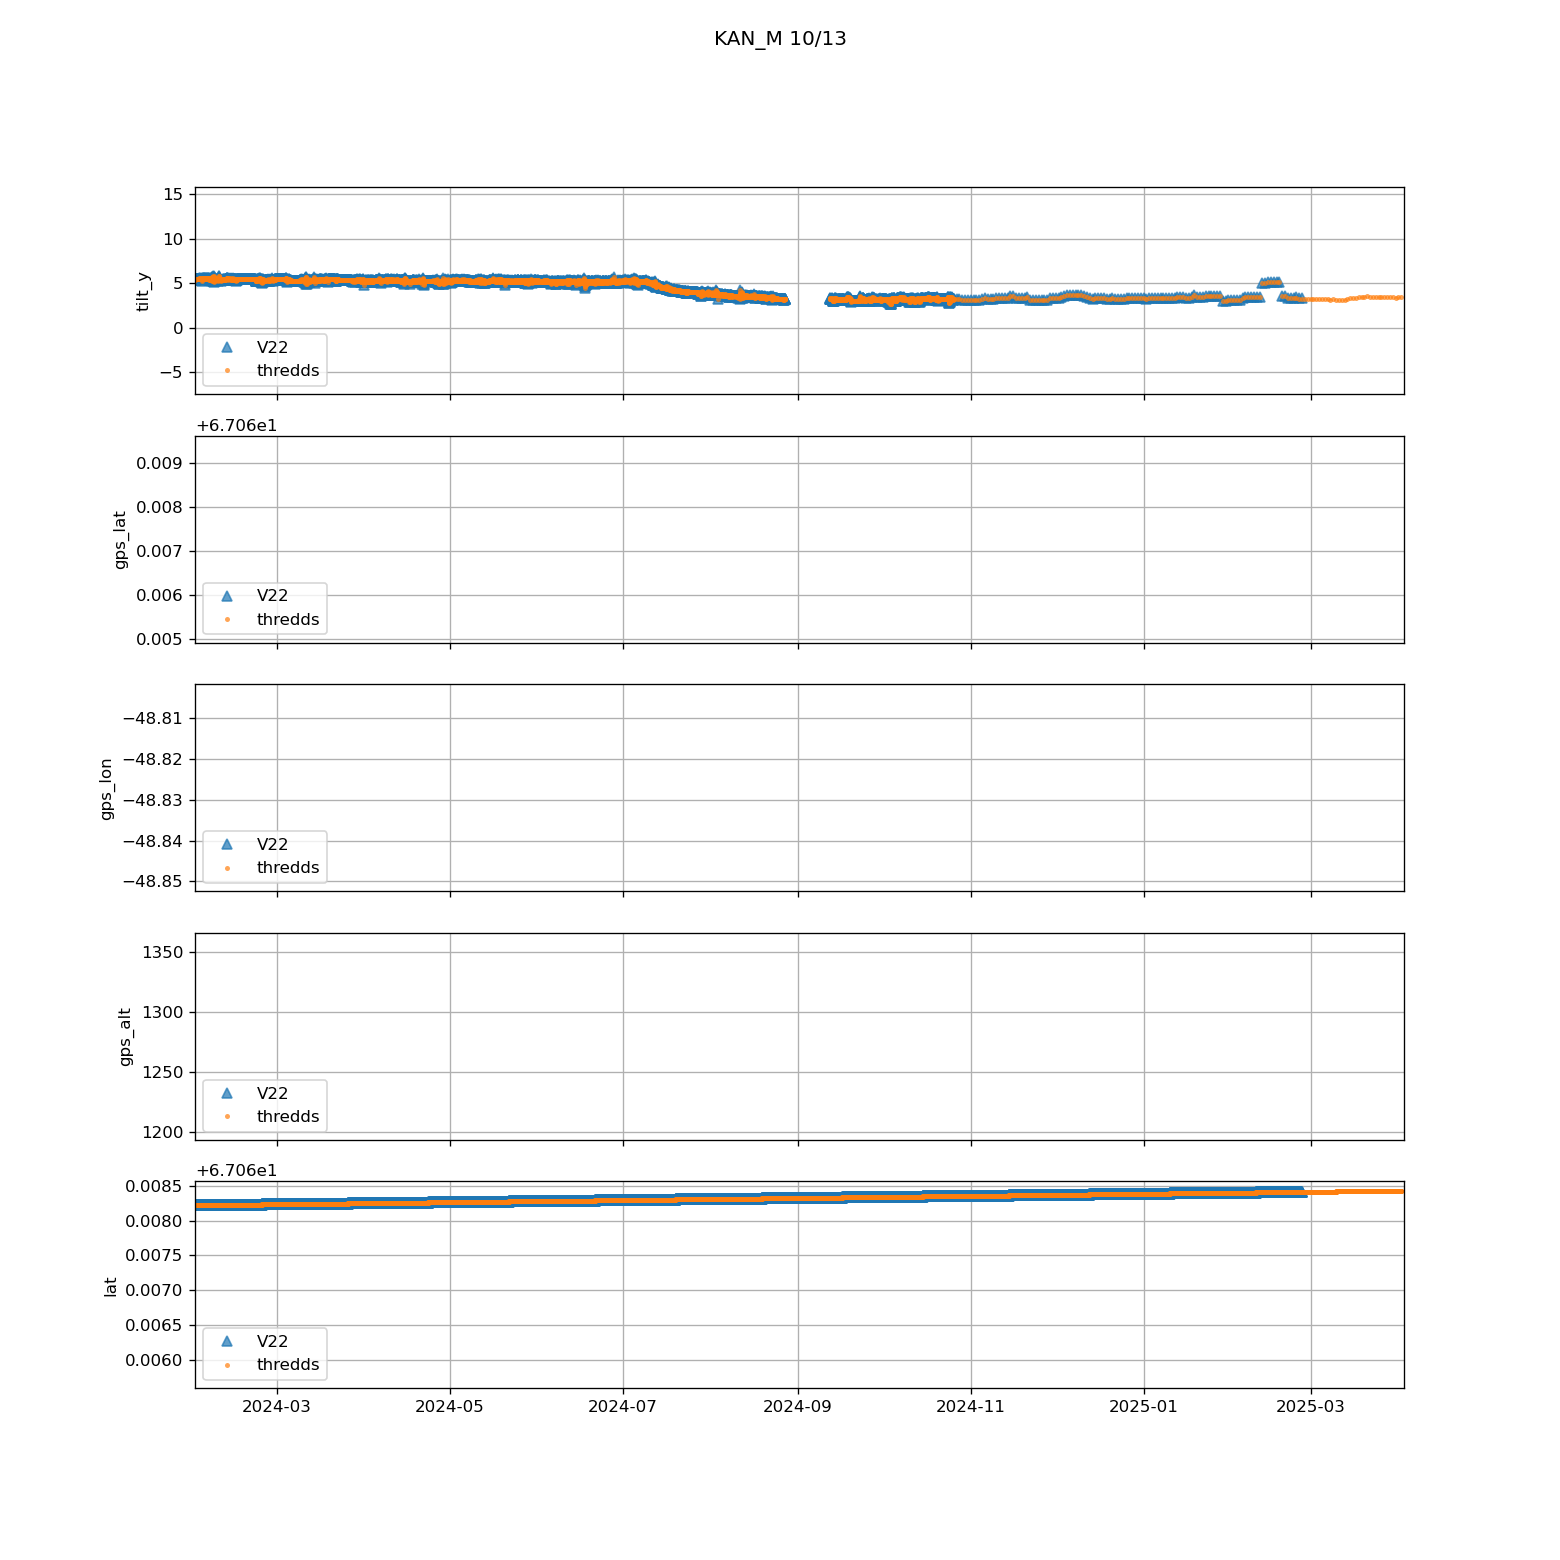 KAN_M 10/13
15
10
5
0
−5
tilt_y
V22
thredds
+6.706e1
0.009
0.008
0.007
0.006
0.005
gps_lat
V22
thredds
−48.81
−48.82
−48.83
−48.84
−48.85
gps_lon
V22
thredds
1350
1300
1250
1200
gps_alt
V22
thredds
+6.706e1
0.0085
0.0080
0.0075
0.0070
0.0065
0.0060
lat
V22
thredds
2024-03 2024-05 2024-07 2024-09 2024-11 2025-01 2025-03